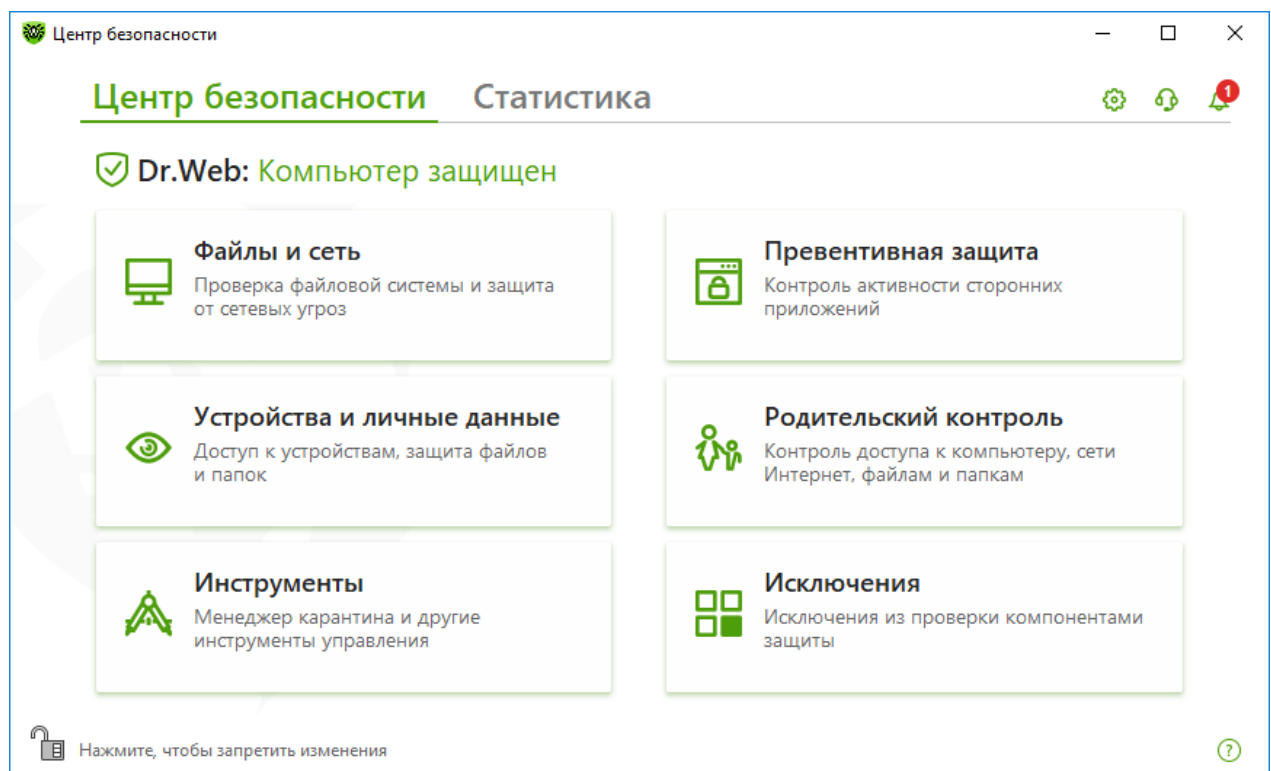 Центр безопасности
Центр безопасности Статистика
1
Dr.Web: Компьютер защищен
Файлы и сеть
Проверка файловой системы и защита
от сетевых угроз
Превентивная защита
Контроль активности сторонних
приложений
Устройства и личные данные
Доступ к устройствам, защита файлов
и папок
Родительский контроль
Контроль доступа к компьютеру, сети
Интернет, файлам и папкам
Инструменты
Менеджер карантина и другие
инструменты управления
Исключения
Исключения из проверки компонентами
защиты
Нажмите, чтобы запретить изменения
?